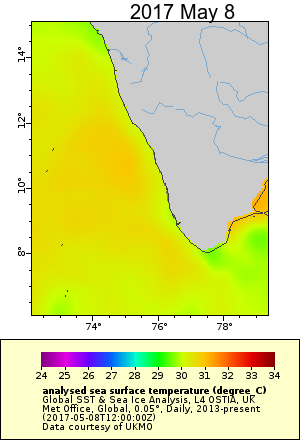 2017 May 8
14°
12°
10°
8°
74° 76° 78°
24 25 26 27 28 29 30 31 32 33 34
analysed sea surface temperature (degree_C)
Global SST & Sea Ice Analysis, L4 OSTIA, UK
Met Office, Global, 0.05°, Daily, 2013-present
(2017-05-08T12:00:00Z)
Data courtesy of UKMO